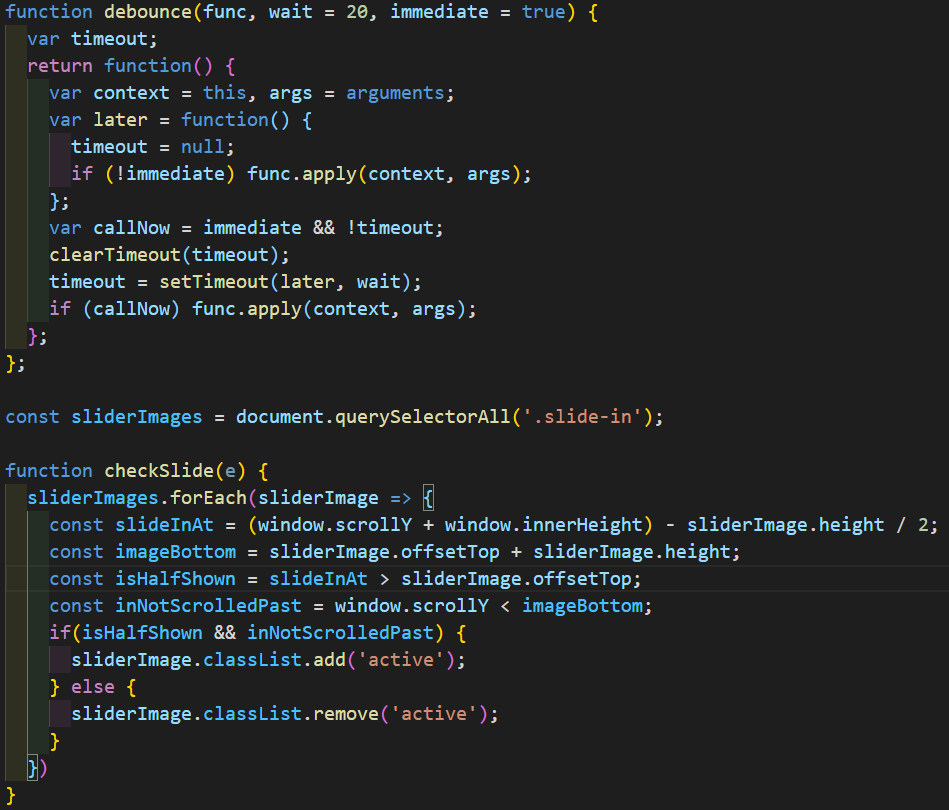 function debounce(func, wait = 20, immediate = true) {
  var timeout;
  return function() {
    var context = this, args = arguments;
    var later = function() {
      timeout = null;
      if (!immediate) func.apply(context, args);
    };
    var callNow = immediate && !timeout;
    clearTimeout(timeout);
    timeout = setTimeout(later, wait);
    if (callNow) func.apply(context, args);
  };
};

const sliderImages = document.querySelectorAll('.slide-in');

function checkSlide(e) {
  sliderImages.forEach(sliderImage => {
    const slideInAt = (window.scrollY + window.innerHeight) - sliderImage.height / 2;
    const imageBottom = sliderImage.offsetTop + sliderImage.height;
    const isHalfShown = slideInAt > sliderImage.offsetTop;
    const inNotScrolledPast = window.scrollY < imageBottom;
    if(isHalfShown && inNotScrolledPast) {
      sliderImage.classList.add('active');
    } else {
      sliderImage.classList.remove('active');
    }
  })
}